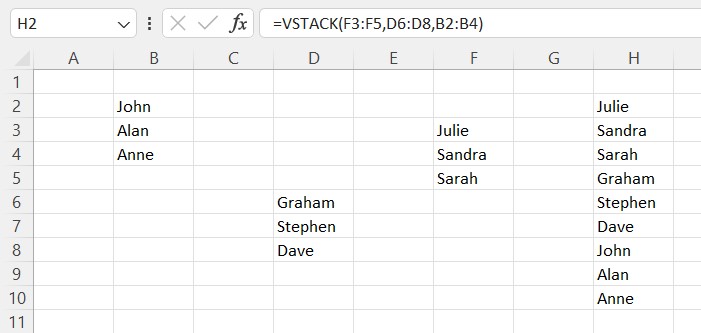 H2 fx =VSTACK(F3:F5,D6:D8,B2:B4)
A B C D E F G H
1
2 John Julie
3 Alan Julie Sandra
4 Anne Sandra Sarah
5 Sarah Graham
6 Graham Stephen
7 Stephen Dave
8 Dave John
9 Alan
10 Anne
11